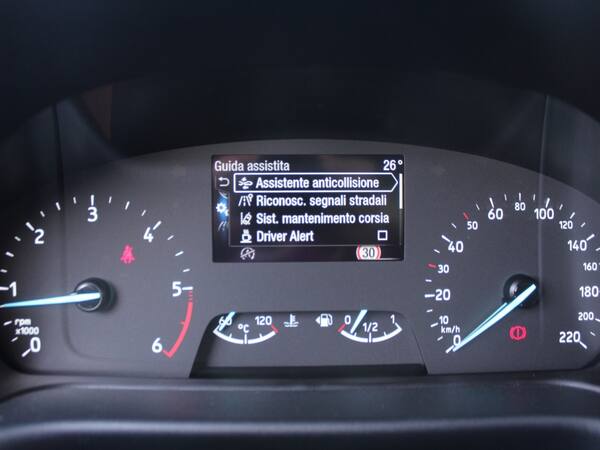 Guida assistita 26°
Assistente anticollisione
Riconosc. segnali stradali
Sist. mantenimento corsia
Driver Alert
30
0
1
2
3
4
5
6
rpm
x1000
60 °C 120
0 1/2 1
0
10
20
30
40
50
60
80
100
120
140
160
180
200
220
km/h